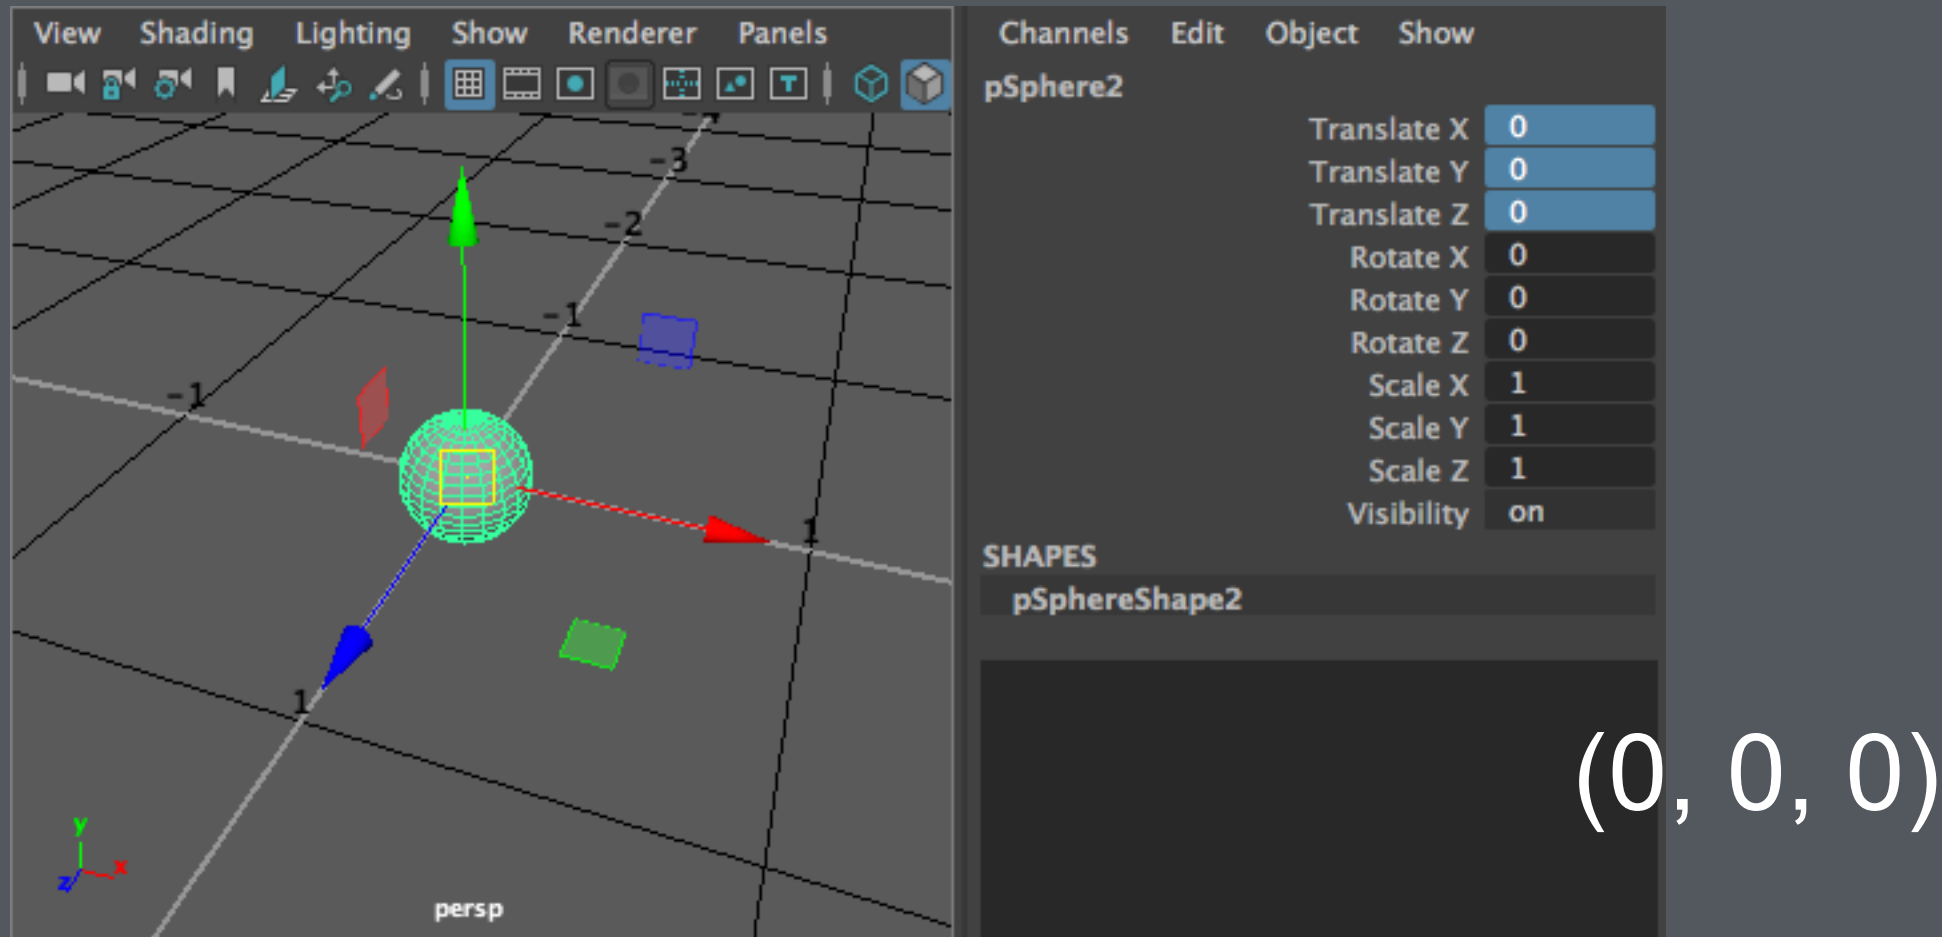 View Shading Lighting Show Renderer Panels
-3
-2
-1
-1
1
1
y
x
z
persp
Channels Edit Object Show
pSphere2
Translate X 0
Translate Y 0
Translate Z 0
Rotate X 0
Rotate Y 0
Rotate Z 0
Scale X 1
Scale Y 1
Scale Z 1
Visibility on
SHAPES
pSphereShape2
(0, 0, 0)